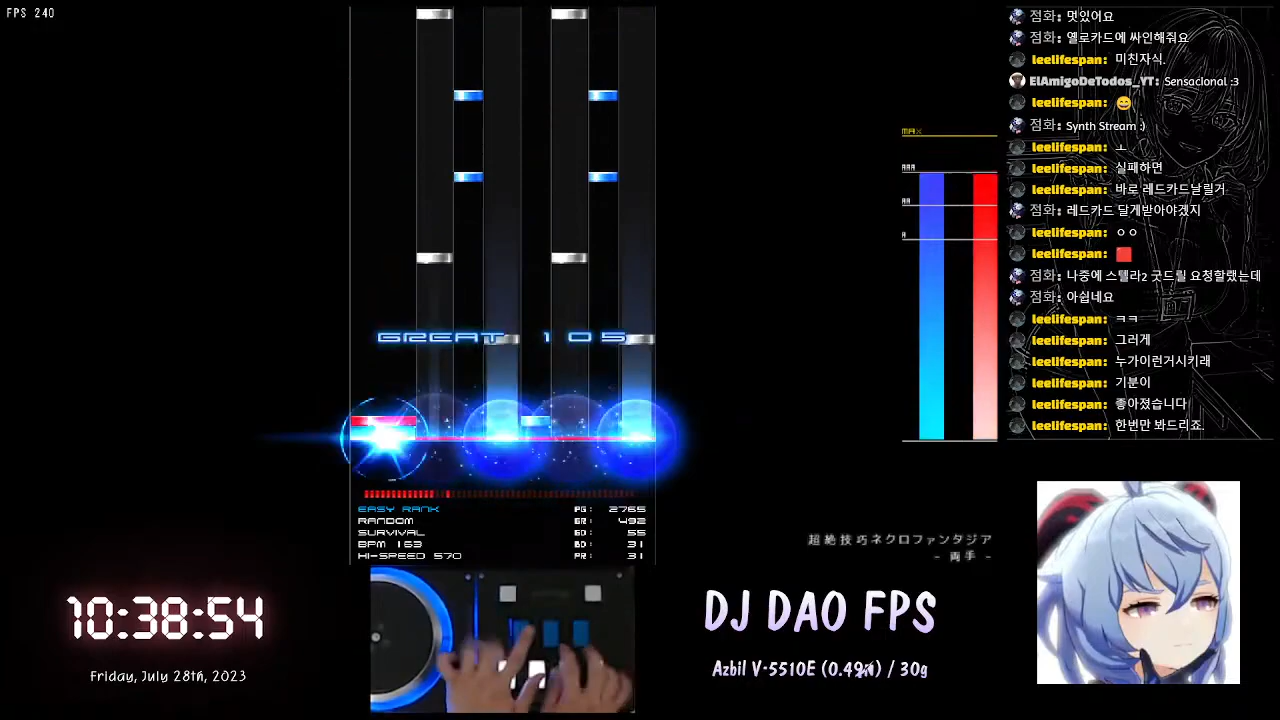 FPS 240
GREAT 105
EASY RANK
RANDOM
SURVIVAL
BPM 163
HI-SPEED 570
PG: 2765
GR: 492
GD: 55
BD: 31
PR: 31
MAX
AAA
AA
A
점화: 멋있어요
점화: 옐로카드에 싸인해줘요
leelifespan: 미친자식.
ElAmigoDeTodos_YT: Sensacional :3
leelifespan: 😄
점화: Synth Stream :)
leelifespan: ㅗ
leelifespan: 실패하면
leelifespan: 바로 레드카드날릴거
점화: 레드카드 달게받아야겠지
leelifespan: ㅇㅇ
leelifespan: 🟥
점화: 나중에 스텔라2 굿드릴 요청할랬는데
점화: 아쉽네요
leelifespan: ㅋㅋ
leelifespan: 그러게
leelifespan: 누가이런거시키래
leelifespan: 기분이
leelifespan: 좋아졌습니다
leelifespan: 한번만 봐드리죠.
超絶技巧ネクロファンタジア
- 両手 -
10:38:54
Friday, July 28th, 2023
DJ DAO FPS
Azbil V-5510E (0.49N) / 30g